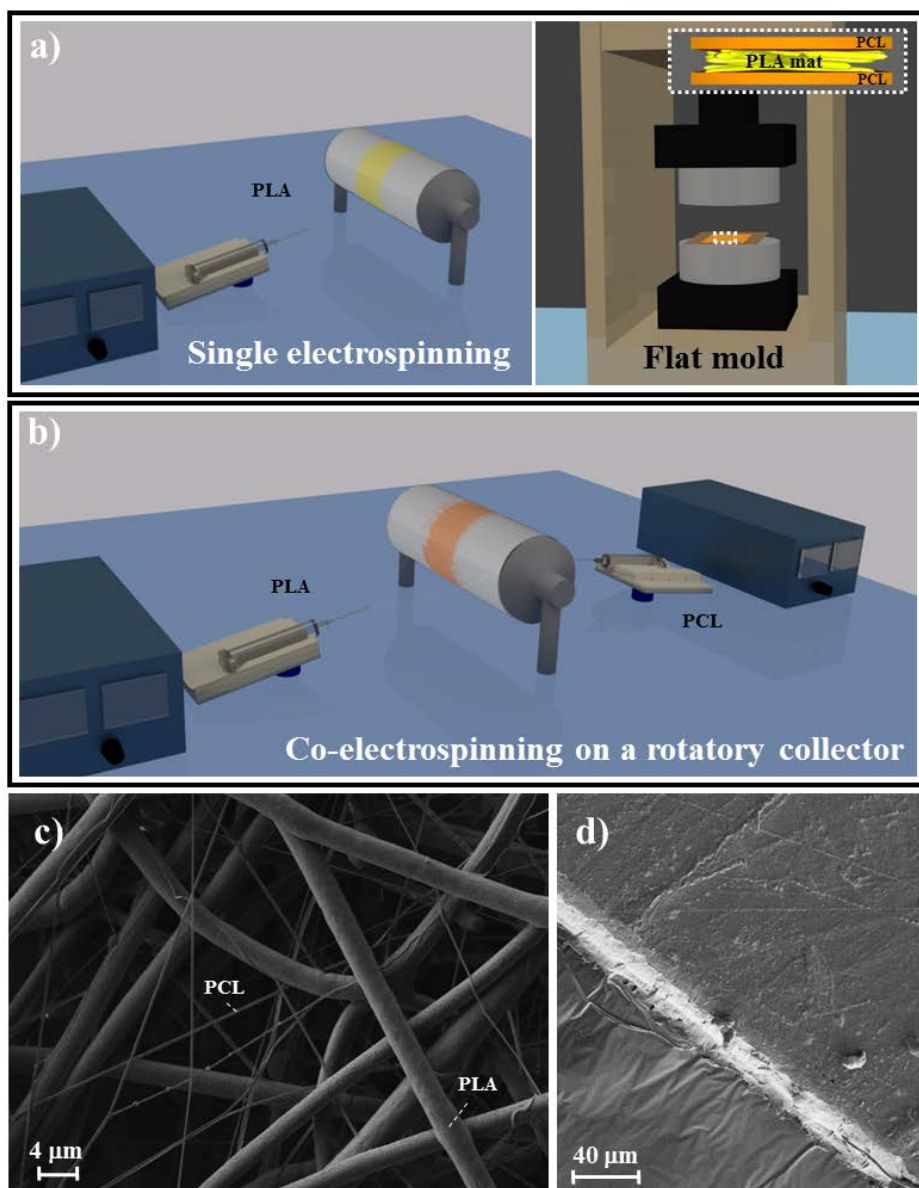 a)
PCL
PLA mat
PCL
PLA
Single electrospinning
Flat mold
b)
PLA
PCL
Co-electrospinning on a rotatory collector
c)
d)
PCL
PLA
4 μm
40 μm